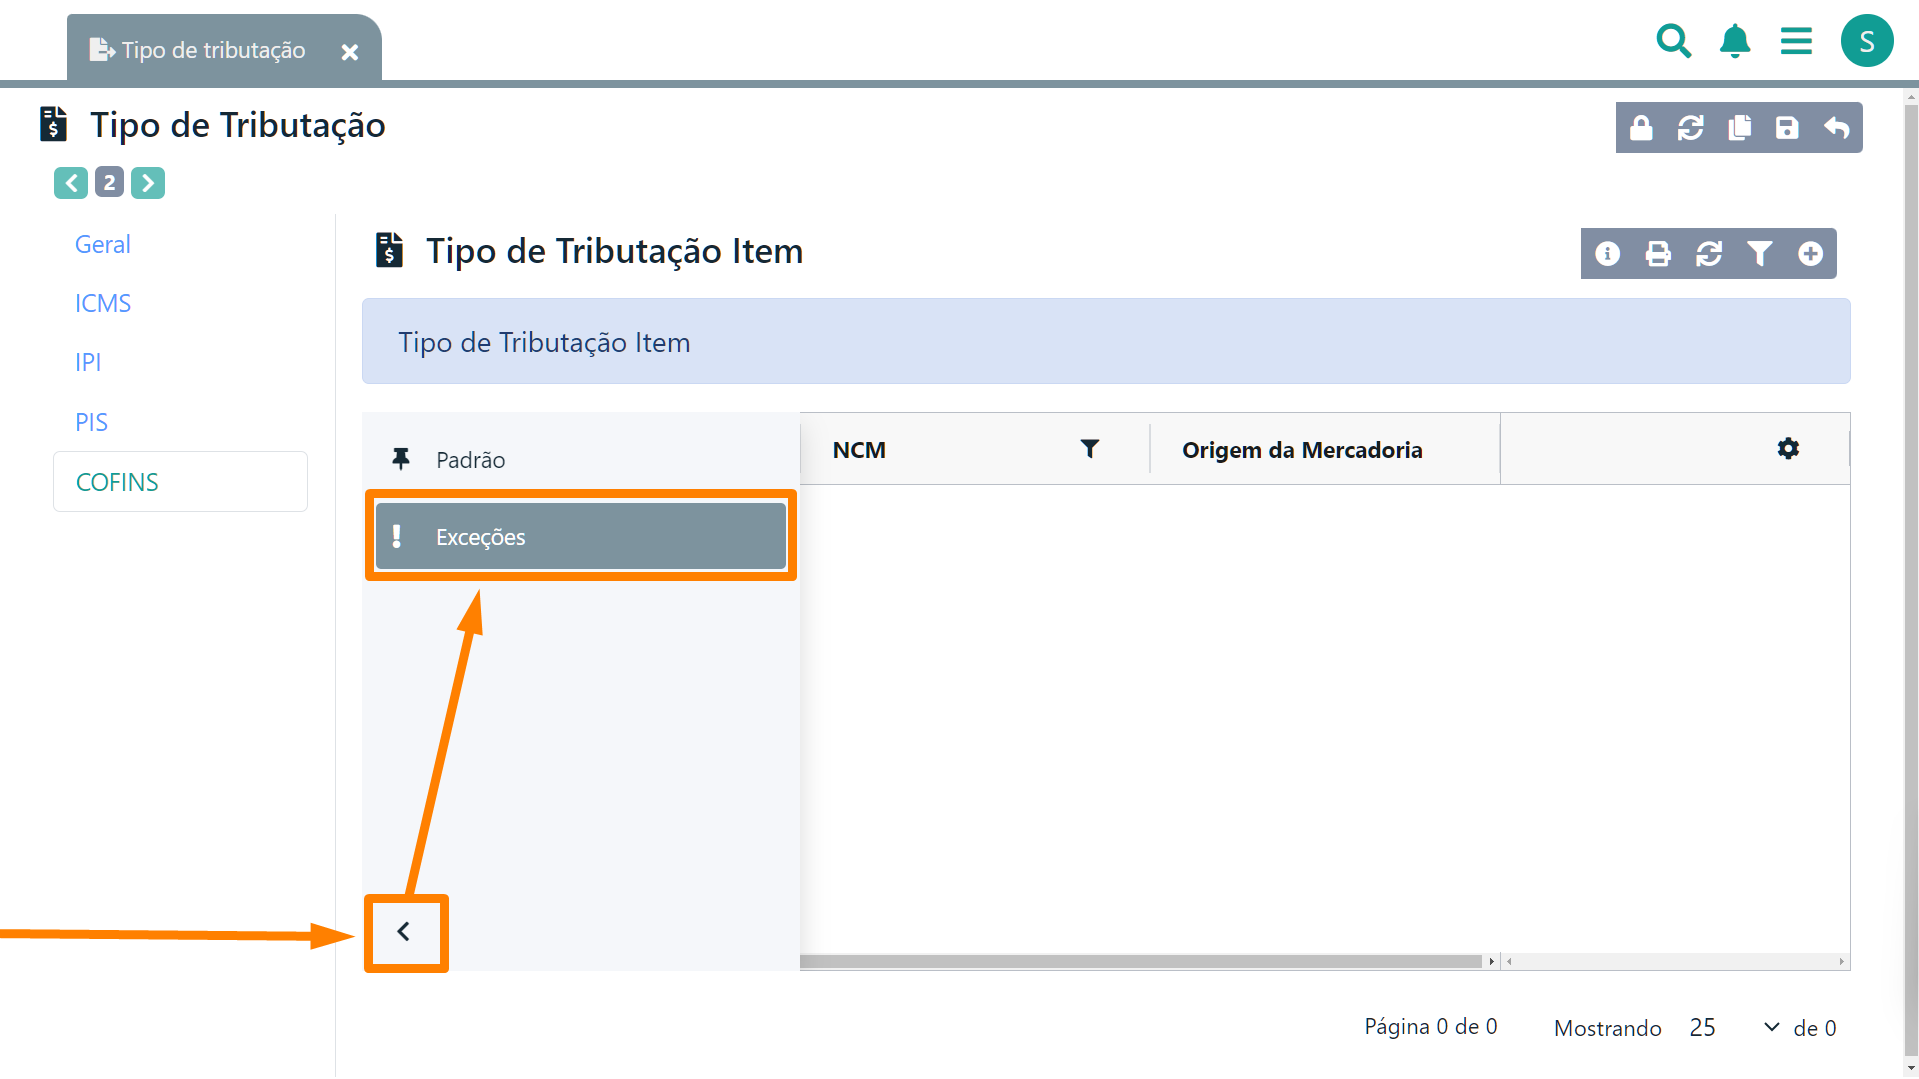 Tipo de tributação
S
Tipo de Tributação
2
Geral
ICMS
IPI
PIS
COFINS
Tipo de Tributação Item
Tipo de Tributação Item
Padrão
Exceções
NCM
Origem da Mercadoria
Página 0 de 0
Mostrando 25 de 0